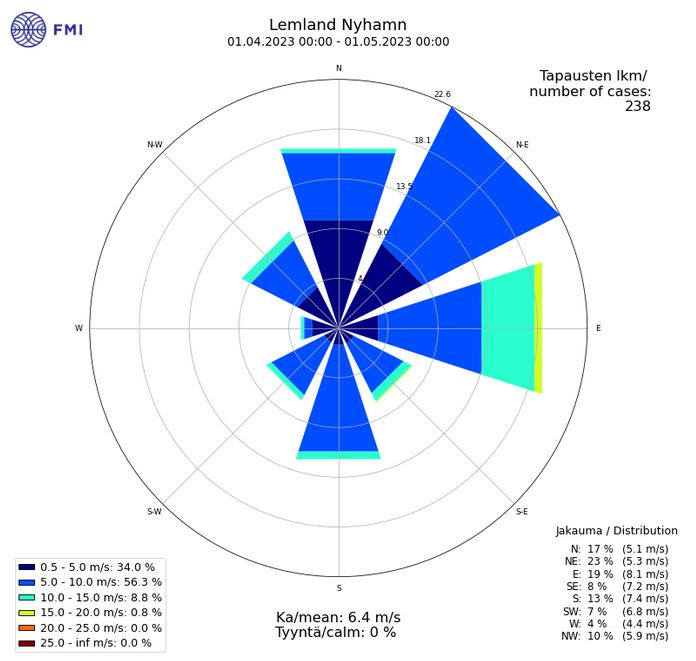 FMI
Lemland Nyhamn
01.04.2023 00:00 - 01.05.2023 00:00
Tapausten lkm/
number of cases:
238
N
22.6
N-W
18.1
N-E
13.5
9.0
4.
W
E
S-W
S-E
S
0.5 - 5.0 m/s: 34.0 %
5.0 - 10.0 m/s: 56.3 %
10.0 - 15.0 m/s: 8.8 %
15.0 - 20.0 m/s: 0.8 %
20.0 - 25.0 m/s: 0.0 %
25.0 - inf m/s: 0.0 %
Ka/mean: 6.4 m/s
Tyyntä/calm: 0 %
Jakauma / Distribution
N: 17 % (5.1 m/s)
NE: 23 % (5.3 m/s)
E: 19 % (8.1 m/s)
SE: 8 % (7.2 m/s)
S: 13 % (7.4 m/s)
SW: 7 % (6.8 m/s)
W: 4 % (4.4 m/s)
NW: 10 % (5.9 m/s)